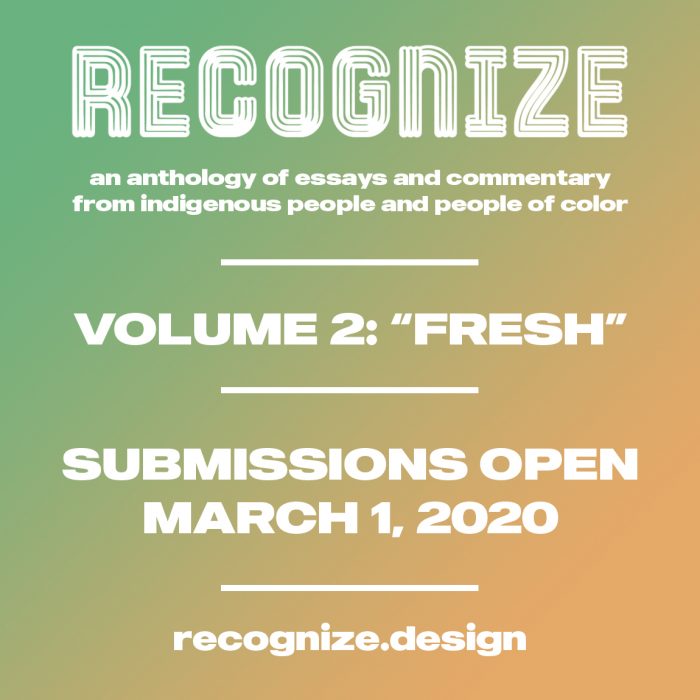 RECOGNIZE
an anthology of essays and commentary
from indigenous people and people of color
VOLUME 2: “FRESH”
SUBMISSIONS OPEN
MARCH 1, 2020
recognize.design